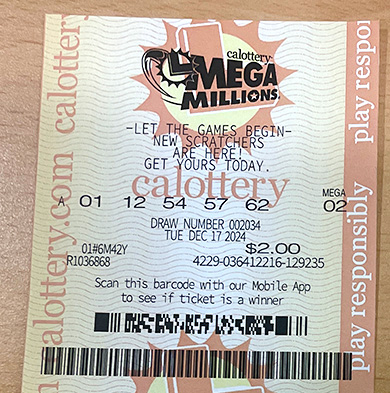 calottery
MEGA
MILLIONS
-LET THE GAMES BEGIN-
NEW SCRATCHERS
ARE HERE!
GET YOURS TODAY.
calottery
MEGA
A 01 12 54 57 62 02
DRAW NUMBER 002034
TUE DEC 17 2024
01#6M42Y $2.00
R1036868 4229-036412216-129235
Scan this barcode with our Mobile App
to see if ticket is a winner
calottery.com calottery
play responsibly play respon